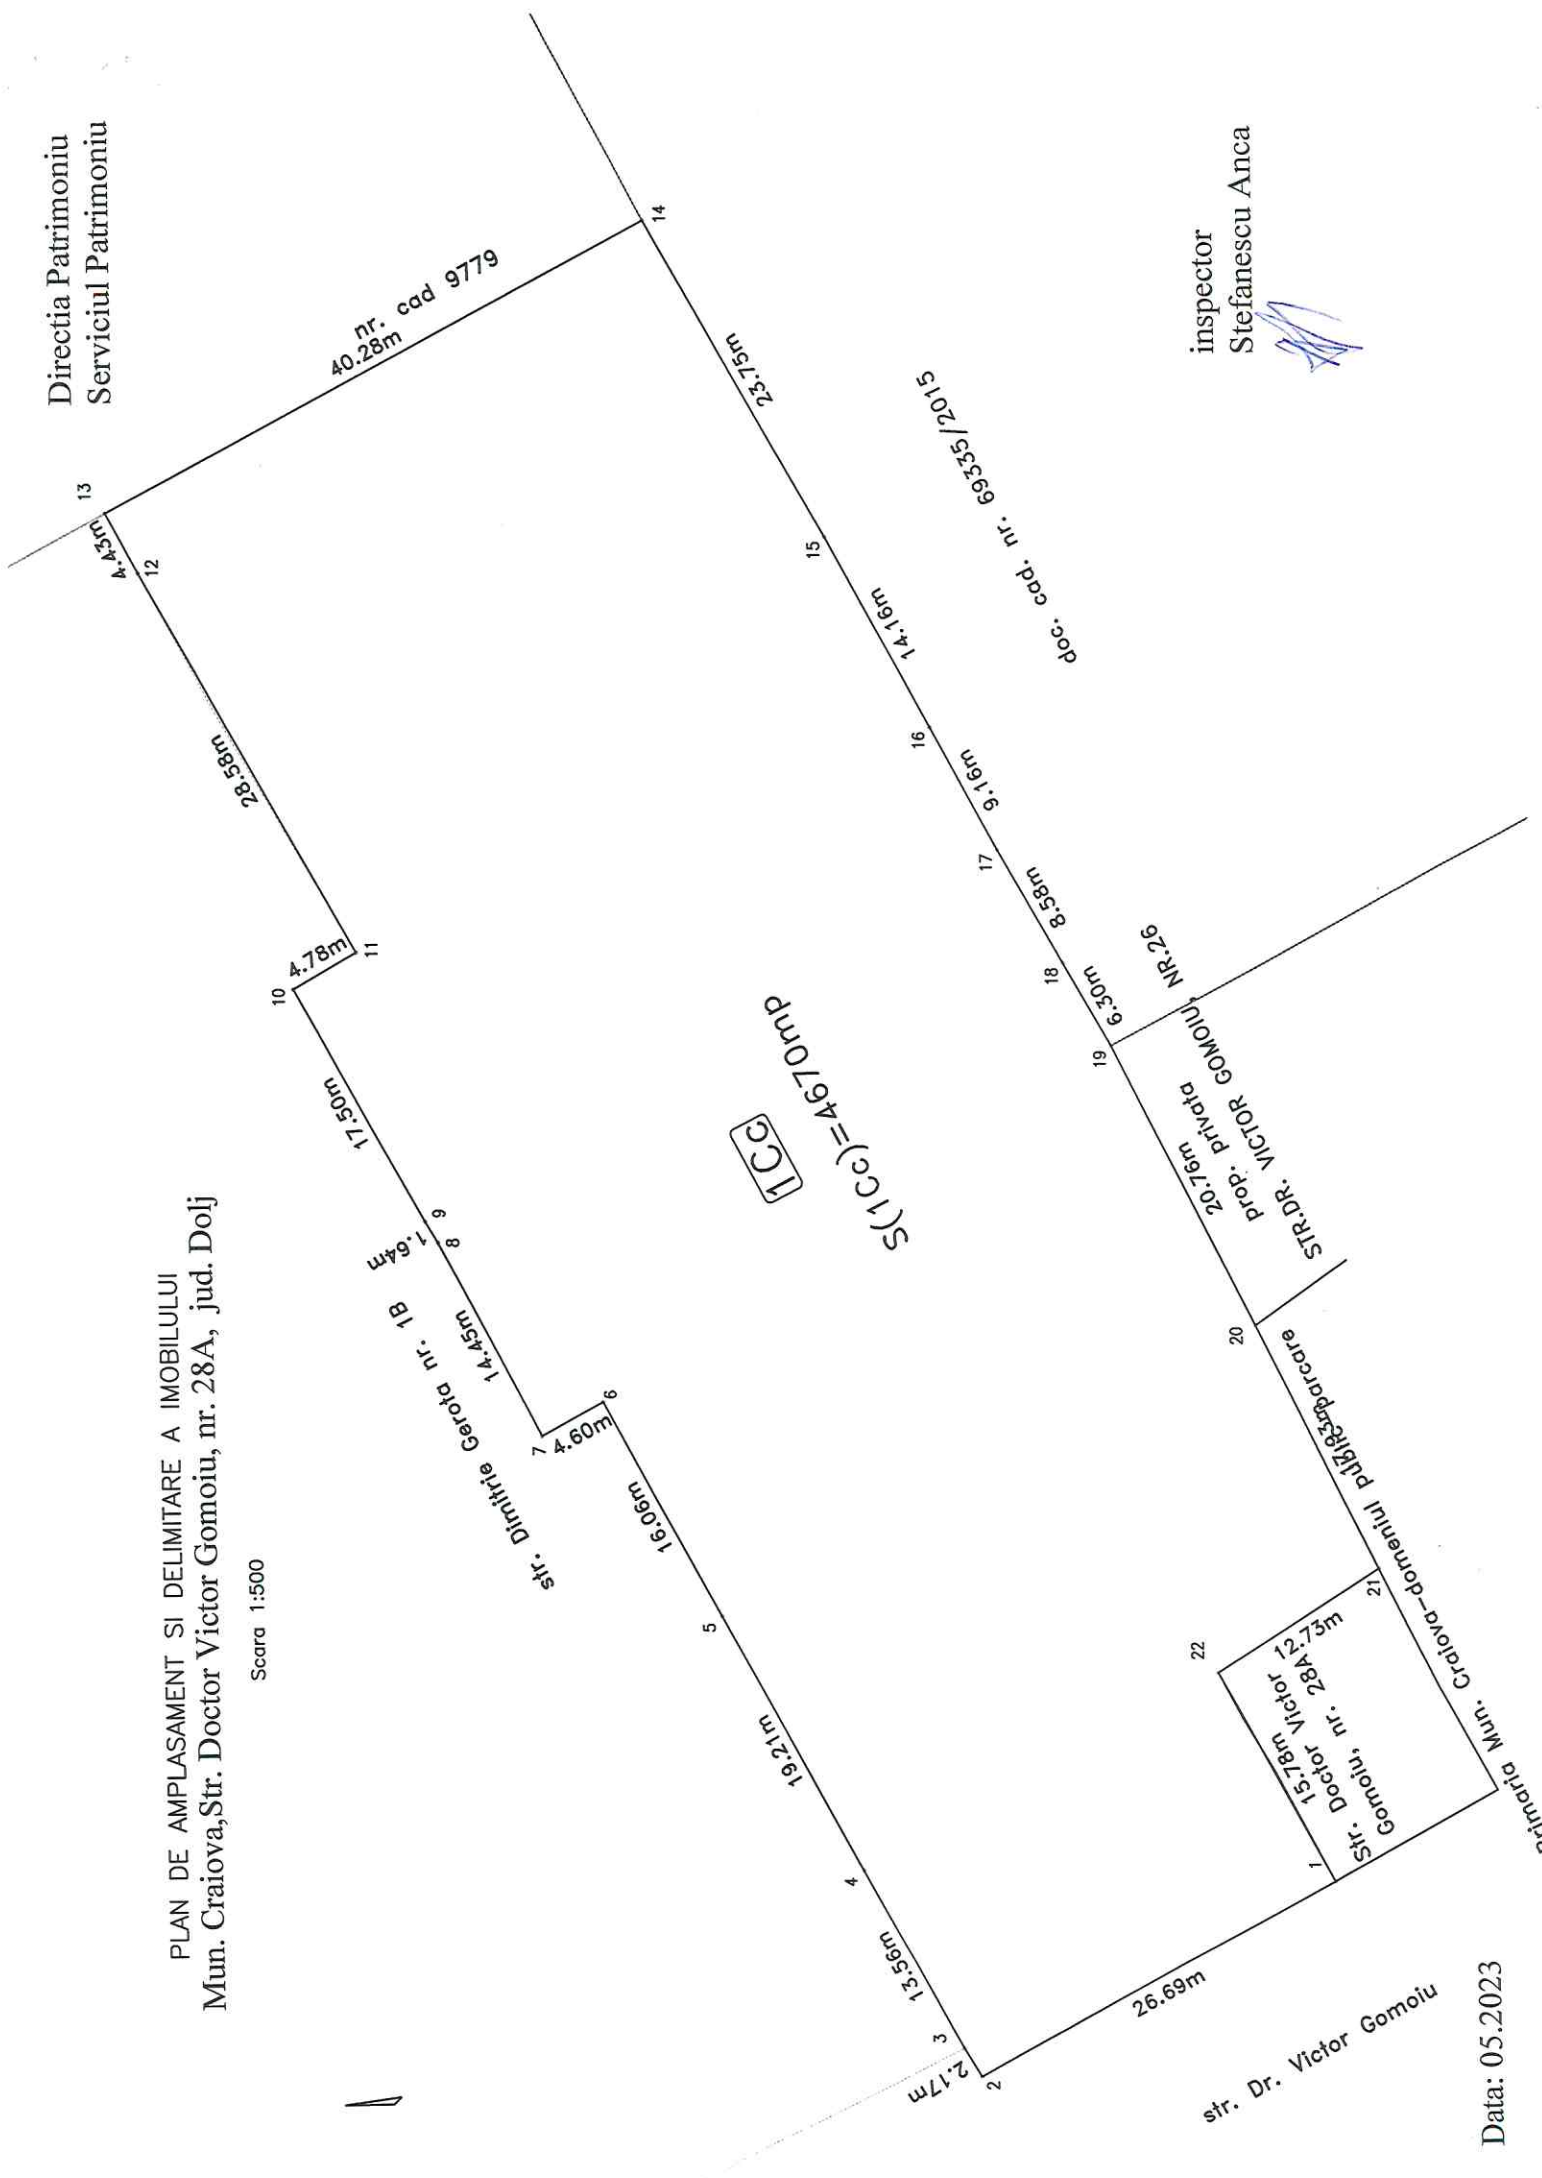 Directia Patrimoniu
Serviciul Patrimoniu
PLAN DE AMPLASAMENT SI DELIMITARE A IMOBILULUI
Mun. Craiova,Str. Doctor Victor Gomoiu, nr. 28A, jud. Dolj
Scara 1:500
13
4.43m
12
nr. cad 9779
40.28m
14
28.58m
4.78m
11
10
17.50m
9
8
1.64m
14.45m
str. Dimitrie Gerota nr. 1B
7
4.60m
6
16.06m
5
19.21m
4
13.56m
3
2.17m
2
26.69m
str. Dr. Victor Gomoiu
1
15.78m
22
12.73m
Str. Doctor Victor
Gomoiu, nr. 28A
21
20
20.76m
prop. privata
STR.DR. VICTOR GOMOIU, NR.26
19
6.30m
18
8.58m
17
9.16m
16
14.16m
15
23.75m
doc. cad. nr. 69335/2015
1Cc
S(1Cc)=4670mp
Mun. Craiova-domeniul public parcare
inspector
Stefanescu Anca
Data: 05.2023